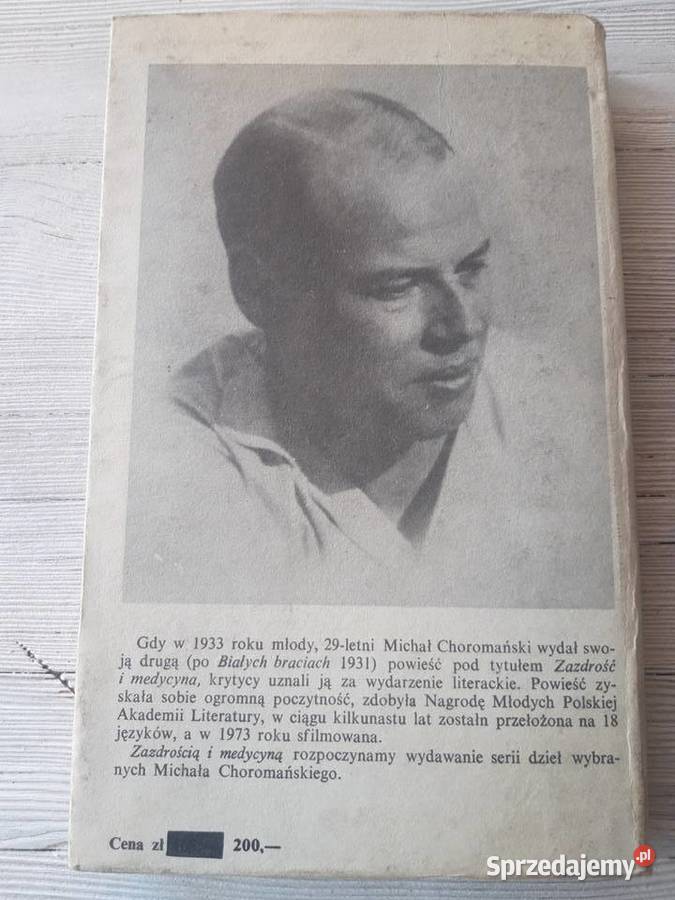 Gdy w 1933 roku młody, 29-letni Michał Choromański wydał swo-
ją drugą (po Białych braciach 1931) powieść pod tytułem Zazdrość
i medycyna, krytycy uznali ją za wydarzenie literackie. Powieść zy-
skała sobie ogromną poczytność, zdobyła Nagrodę Młodych Polskiej
Akademii Literatury, w ciągu kilkunastu lat zostałn przełożona na 18
języków, a w 1973 roku sfilmowana.
Zazdrością i medycyną rozpoczynamy wydawanie serii dzieł wybra-
nych Michała Choromańskiego.
Cena zł 200,—
Sprzedajemy.pl